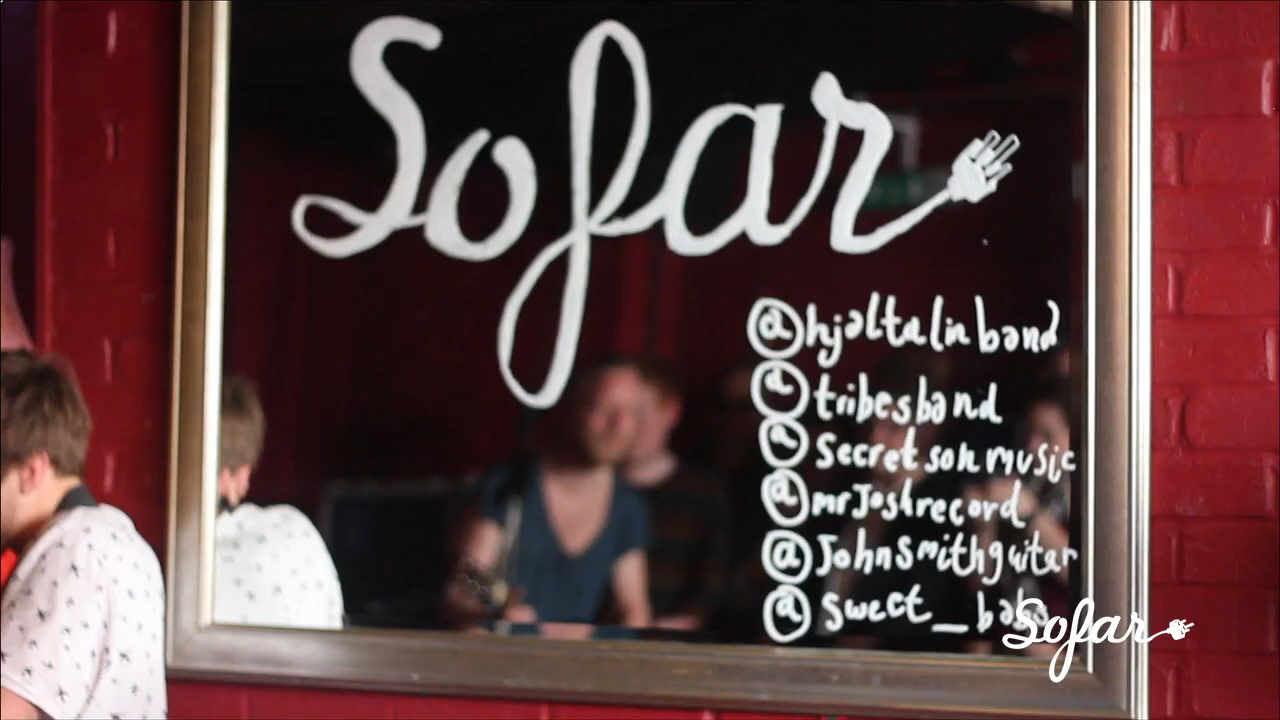 Sofar
@hjaltalinband
@tribesband
@secretsonmusic
@mrJoshrecord
@Johnsmithguitar
@sweet_
Sofar